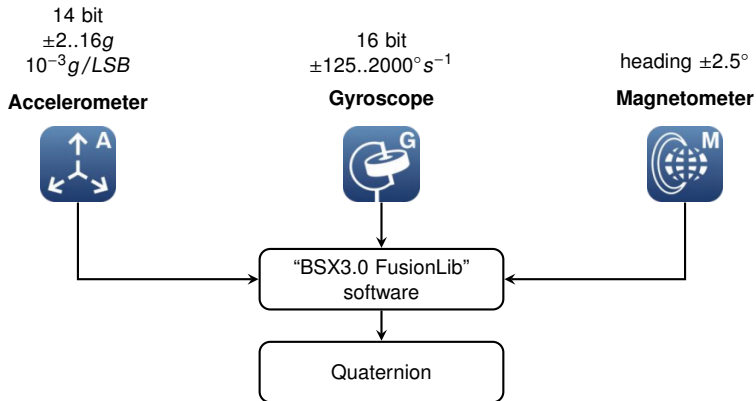 14 bit
±2..16g
10⁻³g/LSB
Accelerometer
A
16 bit
±125..2000°s⁻¹
Gyroscope
G
heading ±2.5°
Magnetometer
M
“BSX3.0 FusionLib”
software
Quaternion